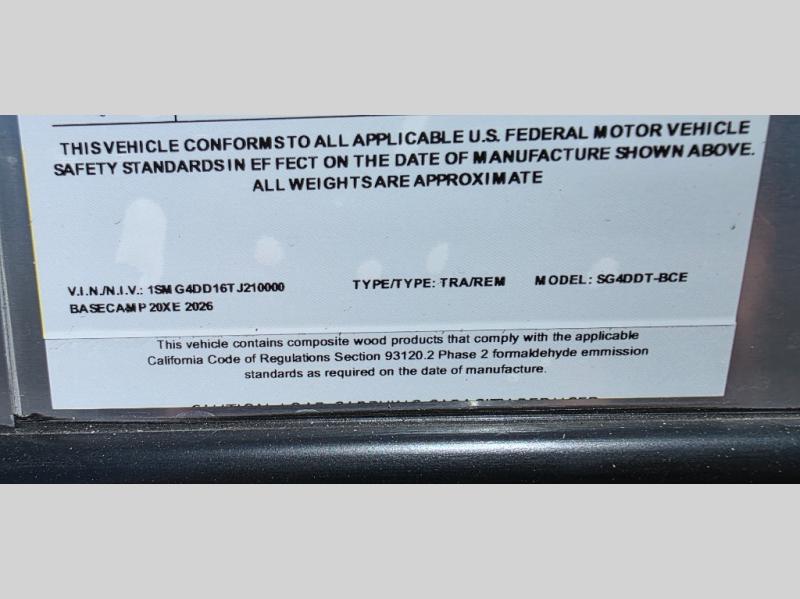 THIS VEHICLE CONFORMS TO ALL APPLICABLE U.S. FEDERAL MOTOR VEHICLE
SAFETY STANDARDS IN EFFECT ON THE DATE OF MANUFACTURE SHOWN ABOVE.
ALL WEIGHTS ARE APPROXIMATE
V.I.N./N.I.V.: 1SMG4DD16TJ210000 TYPE/TYPE: TRA/REM MODEL: SG4DDT-BCE
BASECAMP 20XE 2026
This vehicle contains composite wood products that comply with the applicable
California Code of Regulations Section 93120.2 Phase 2 formaldehyde emmission
standards as required on the date of manufacture.